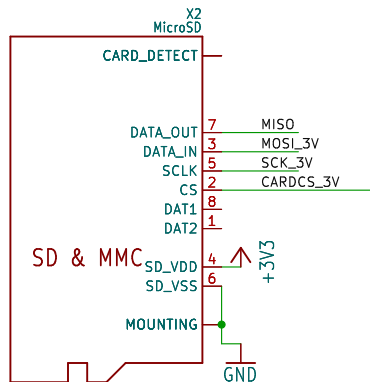 X2
MicroSD
CARD_DETECT
DATA_OUT 7 MISO
DATA_IN 3 MOSI_3V
SCLK 5 SCK_3V
CS 2 CARDCS_3V
DAT1 8
DAT2 1
SD & MMC
SD_VDD 4 +3V3
SD_VSS 6
MOUNTING
GND